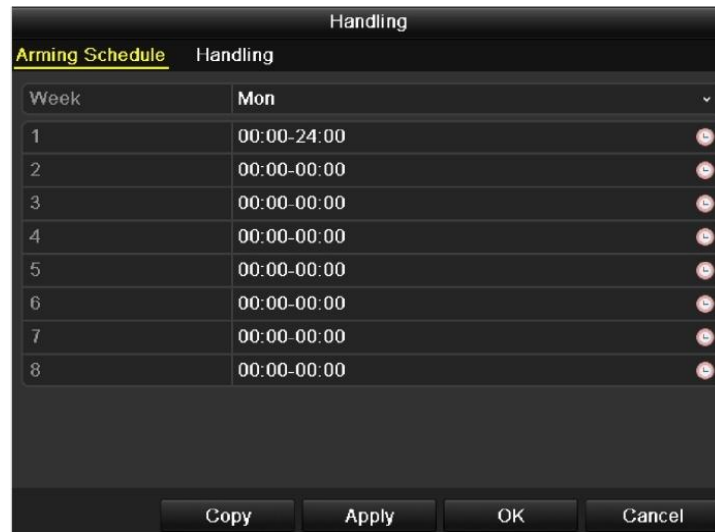 Handling
Arming Schedule Handling
Week Mon
1 00:00-24:00
2 00:00-00:00
3 00:00-00:00
4 00:00-00:00
5 00:00-00:00
6 00:00-00:00
7 00:00-00:00
8 00:00-00:00
Copy Apply OK Cancel